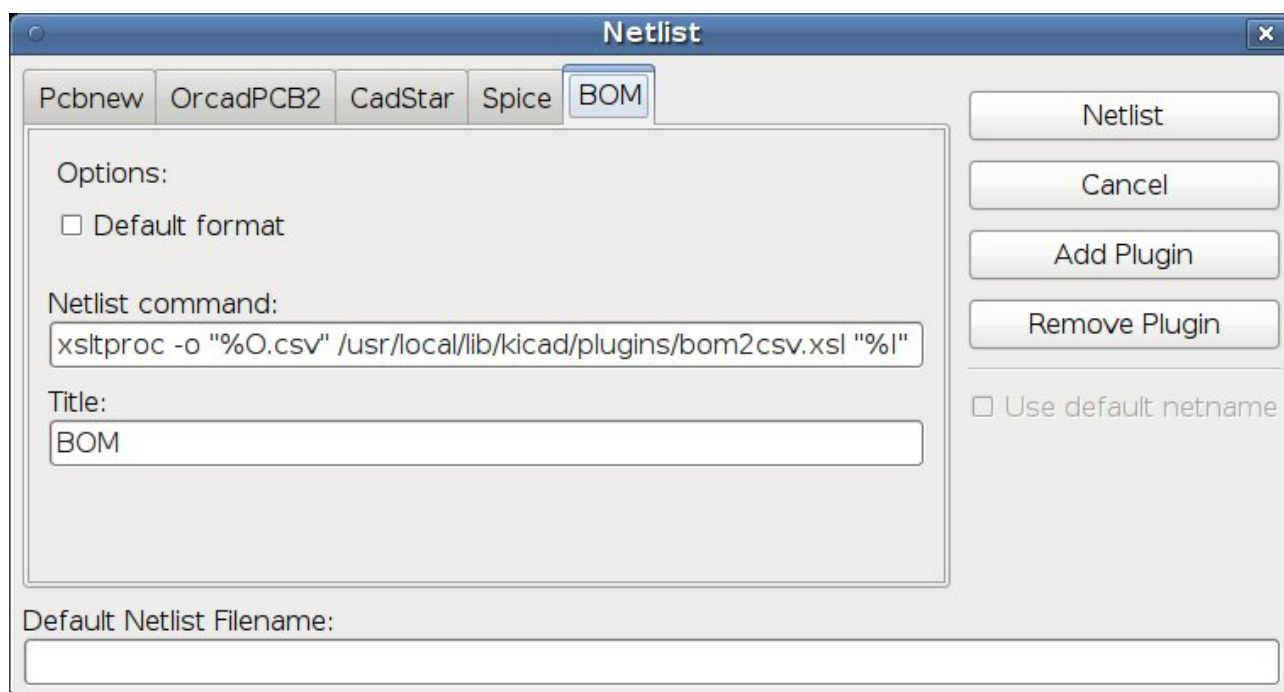 Netlist
Pcbnew OrcadPCB2 CadStar Spice BOM
Options:
Default format
Netlist command:
xsltproc -o "%O.csv" /usr/local/lib/kicad/plugins/bom2csv.xsl "%I"
Title:
BOM
Netlist
Cancel
Add Plugin
Remove Plugin
Use default netname
Default Netlist Filename: